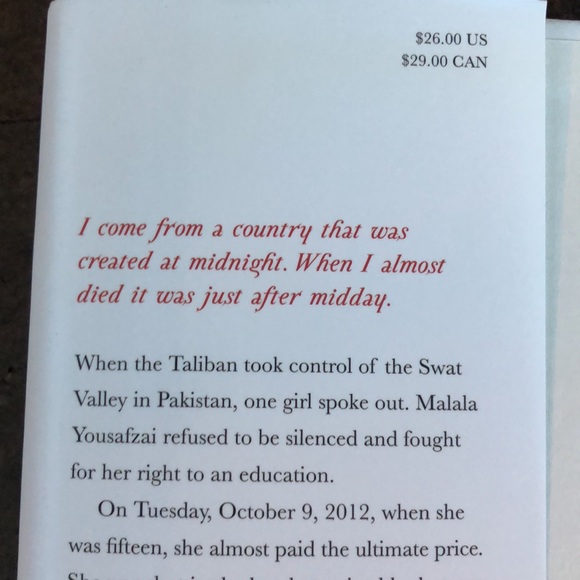 $26.00 US
$29.00 CAN
I come from a country that was
created at midnight. When I almost
died it was just after midday.
When the Taliban took control of the Swat
Valley in Pakistan, one girl spoke out. Malala
Yousafzai refused to be silenced and fought
for her right to an education.
On Tuesday, October 9, 2012, when she
was fifteen, she almost paid the ultimate price.